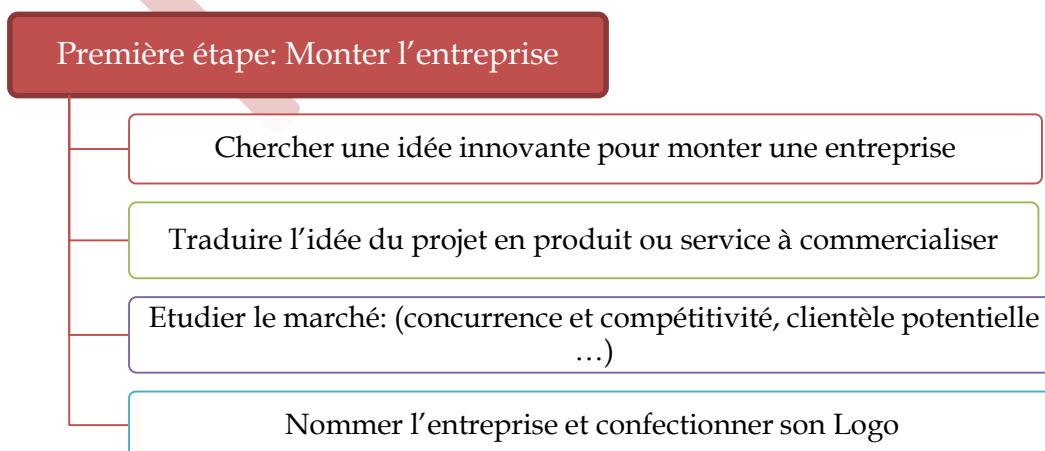 Première étape: Monter l’entreprise
Chercher une idée innovante pour monter une entreprise
Traduire l’idée du projet en produit ou service à commercialiser
Etudier le marché: (concurrence et compétitivité, clientèle potentielle
…)
Nommer l’entreprise et confectionner son Logo